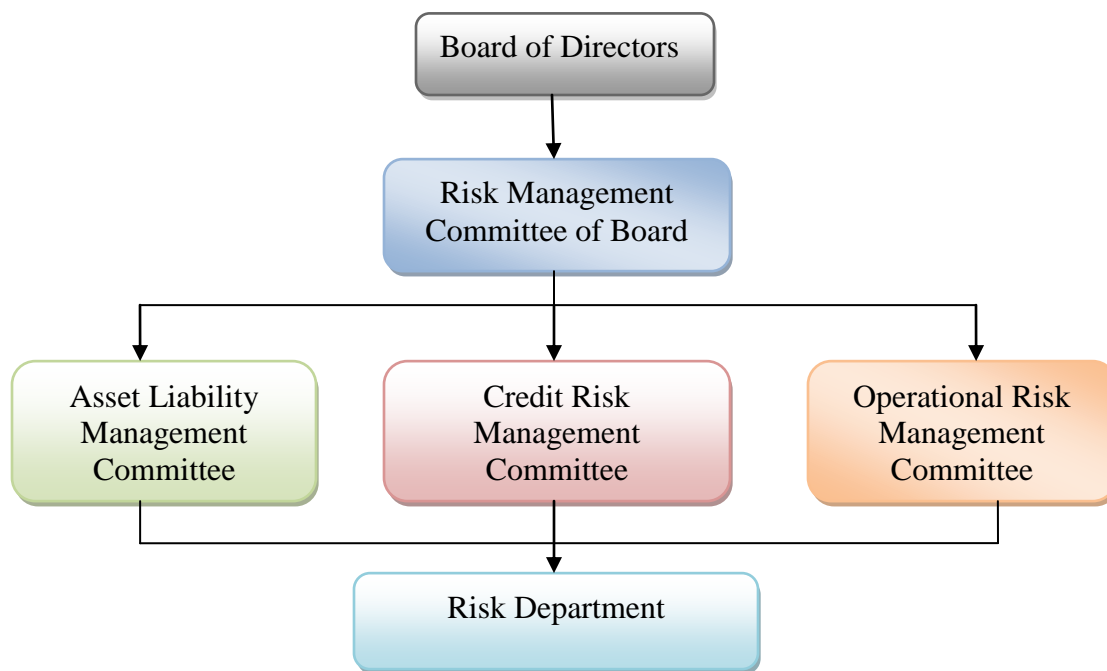 Board of Directors
Risk Management
Committee of Board
Asset Liability
Management
Committee
Credit Risk
Management
Committee
Operational Risk
Management
Committee
Risk Department